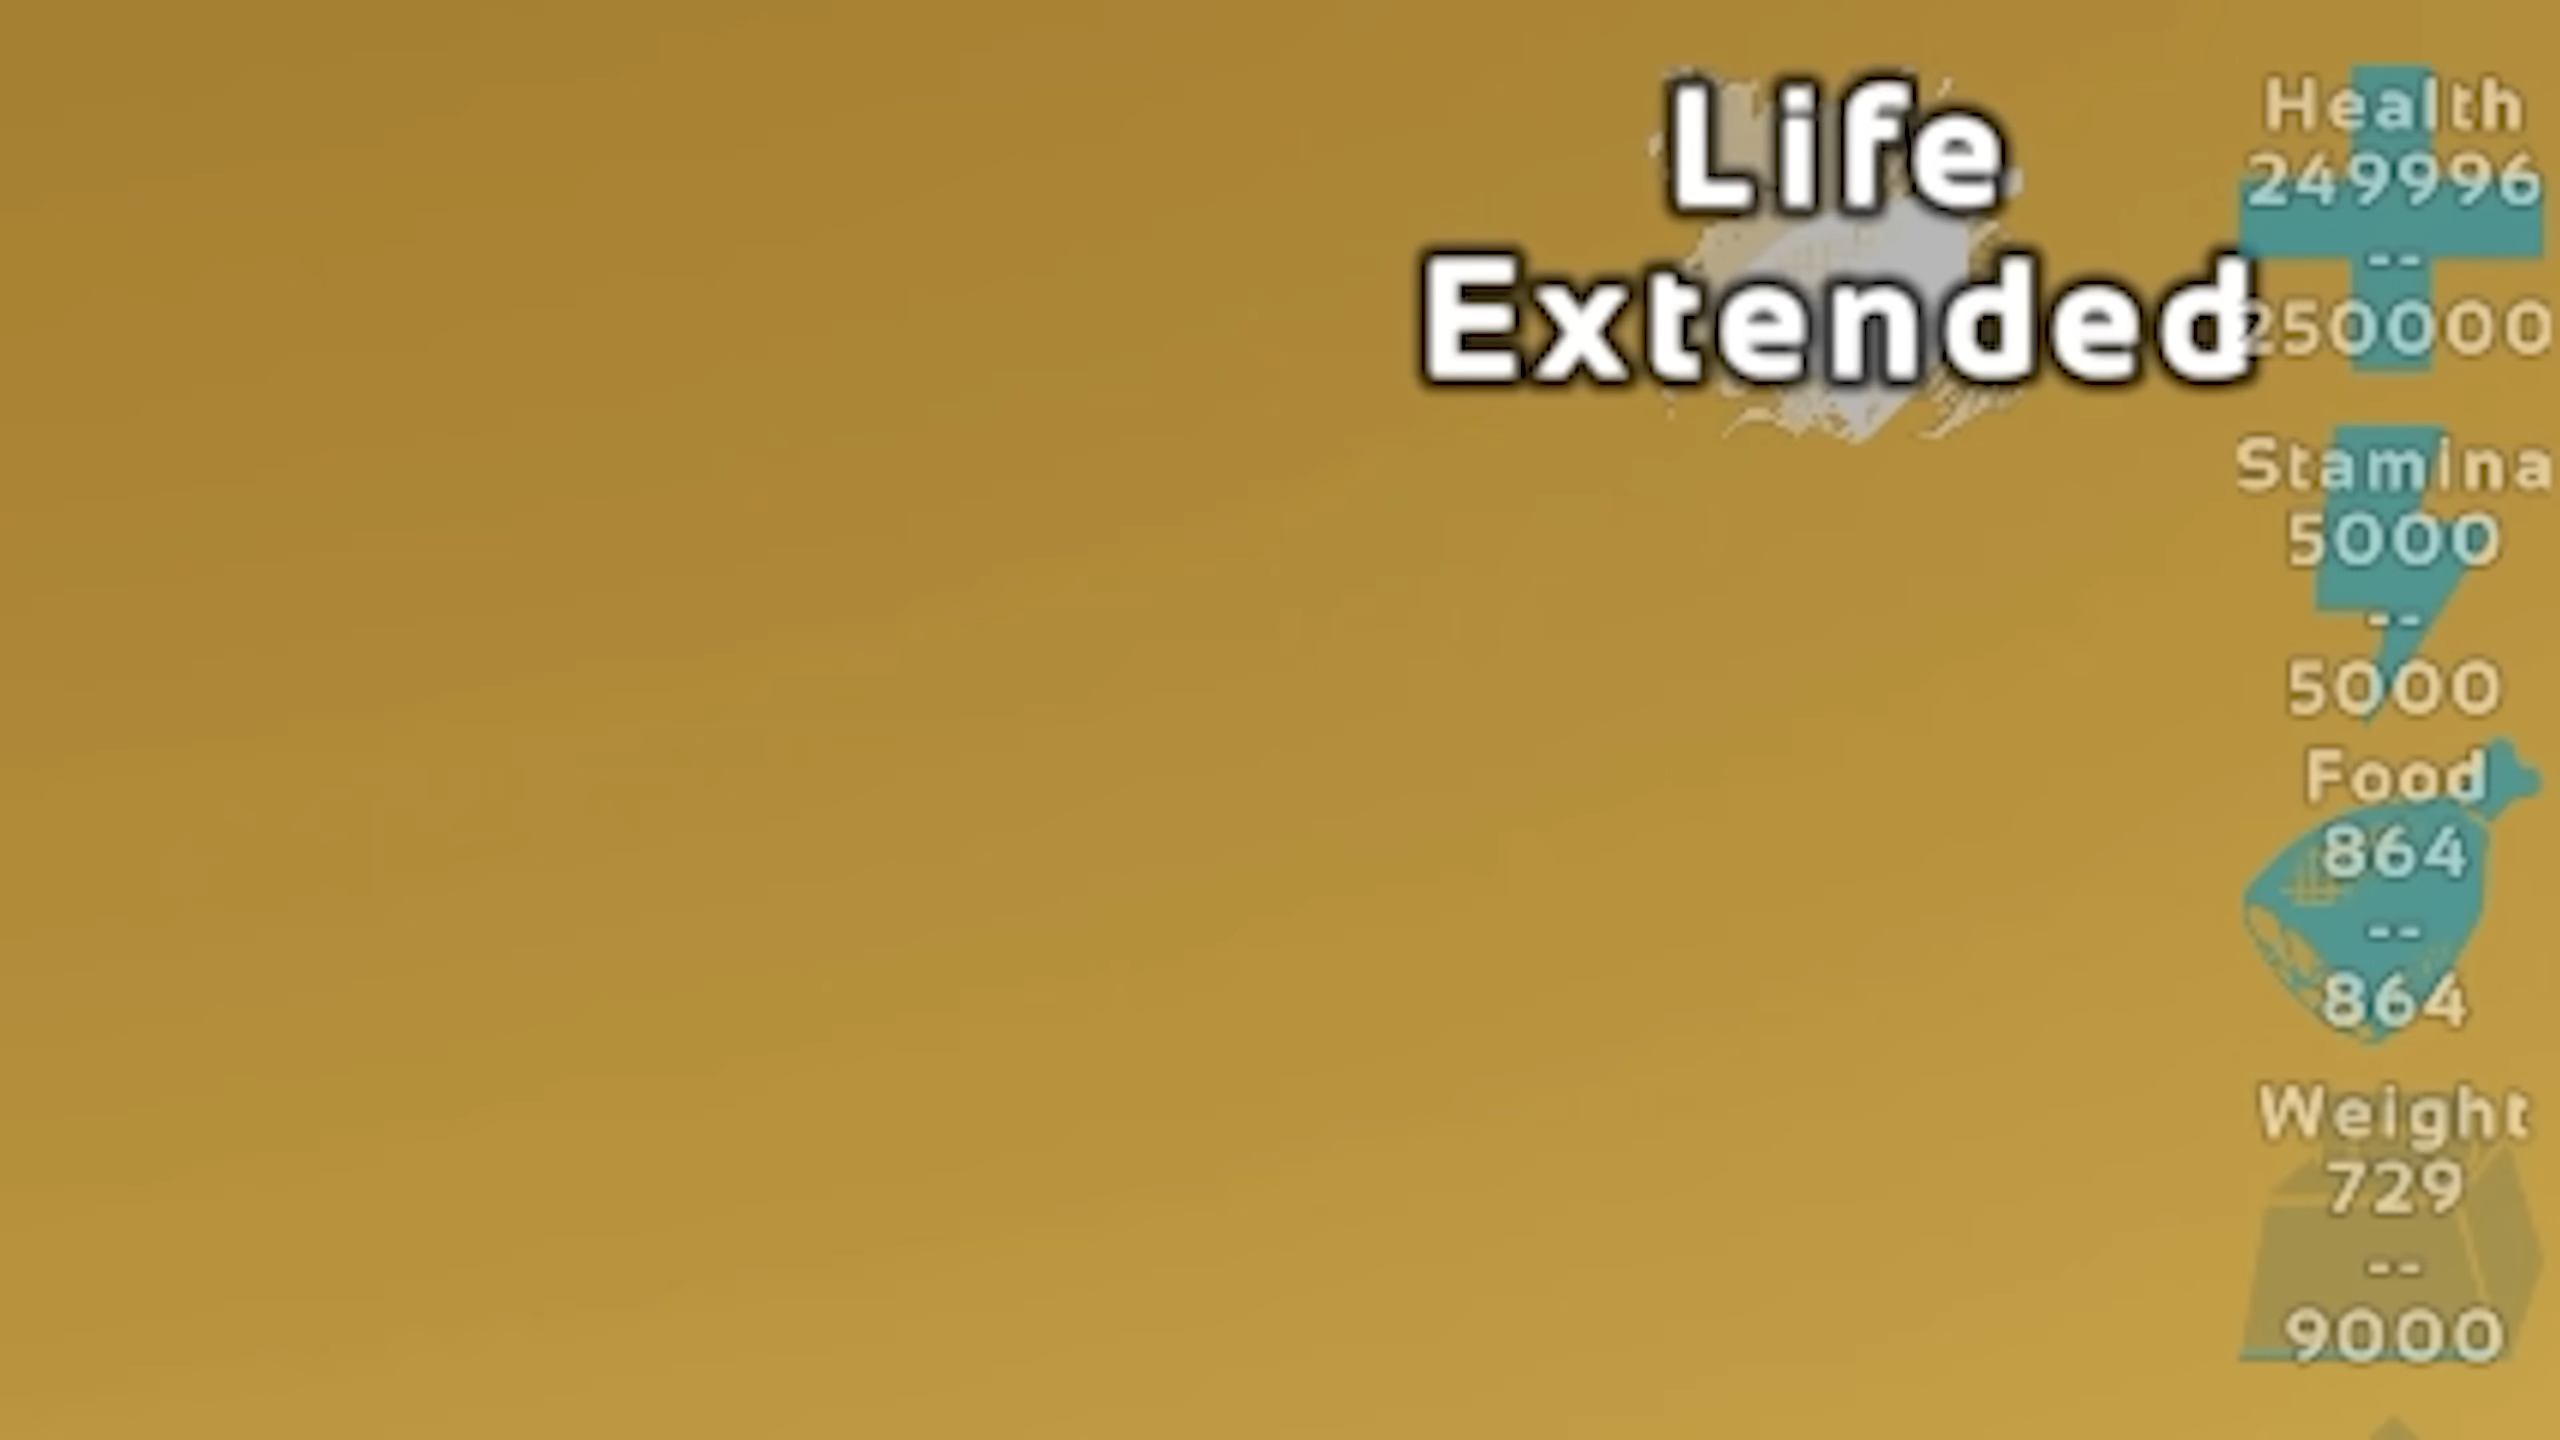 Life
Extended
Health
249996
--
250000
Stamina
5000
--
5000
Food
864
--
864
Weight
729
--
9000